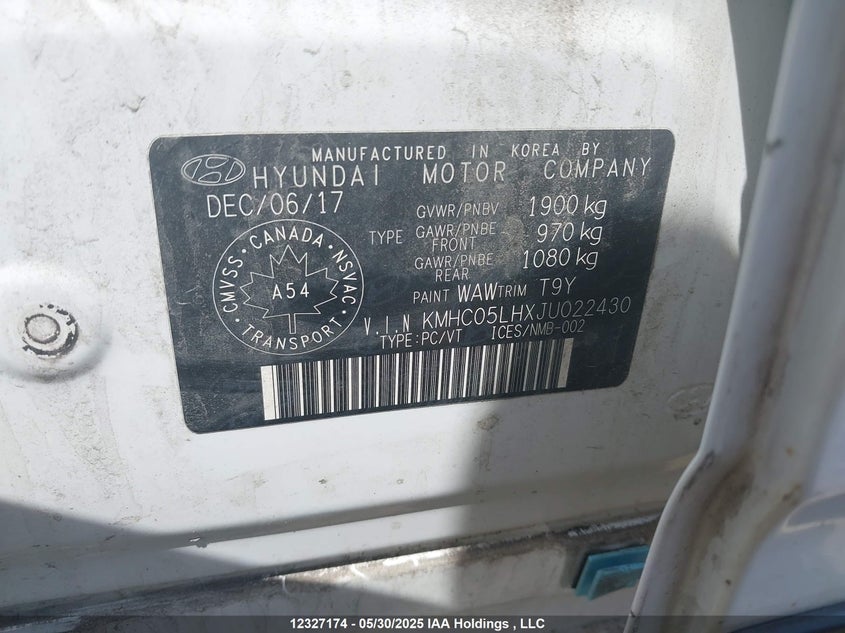 MANUFACTURED IN KOREA BY
HYUNDAI MOTOR COMPANY
DEC/06/17
GVWR/PNBV 1900 kg
TYPE GAWR/PNBE FRONT 970 kg
GAWR/PNBE REAR 1080 kg
PAINT WAW TRIM T9Y
CMVSS · CANADA · NSVAC · TRANSPORT
A54
V.I.N KMHC05LHXJU022430
TYPE:PC/VT ICES/NMB-002
12327174 - 05/30/2025 IAA Holdings , LLC